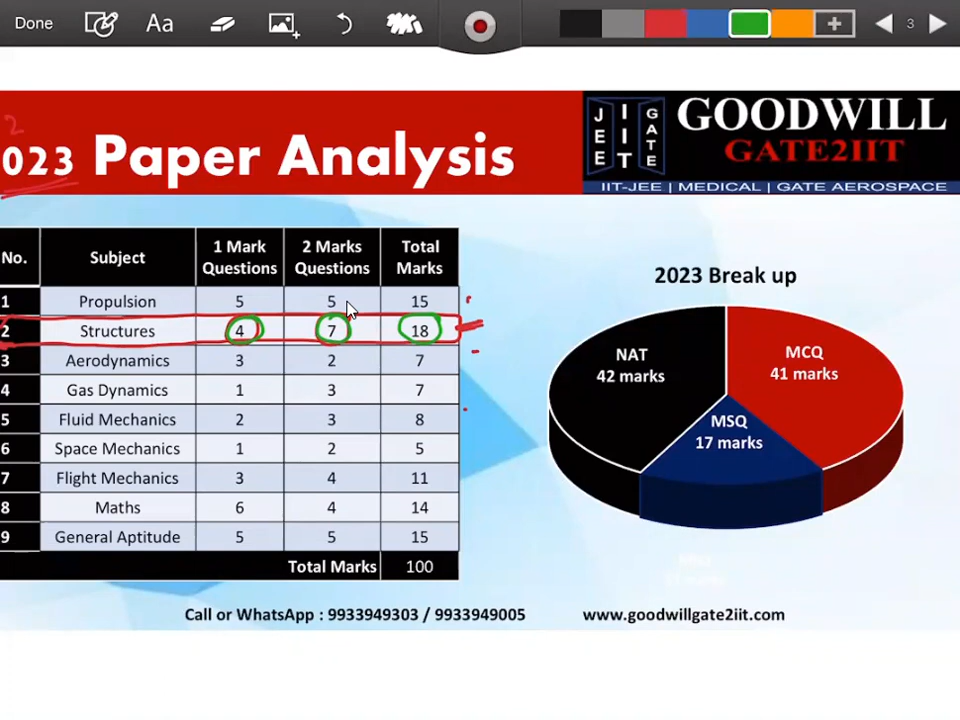 Done
Aa
3
2
023 Paper Analysis
JEE
IIT
GATE
GOODWILL
GATE2IIT
IIT-JEE | MEDICAL | GATE AEROSPACE
No. Subject 1 Mark Questions 2 Marks Questions Total Marks
1 Propulsion 5 5 15
2 Structures 4 7 18
3 Aerodynamics 3 2 7
4 Gas Dynamics 1 3 7
5 Fluid Mechanics 2 3 8
6 Space Mechanics 1 2 5
7 Flight Mechanics 3 4 11
8 Maths 6 4 14
9 General Aptitude 5 5 15
Total Marks 100
2023 Break up
NAT
42 marks
MCQ
41 marks
MSQ
17 marks
Call or WhatsApp : 9933949303 / 9933949005
www.goodwillgate2iit.com